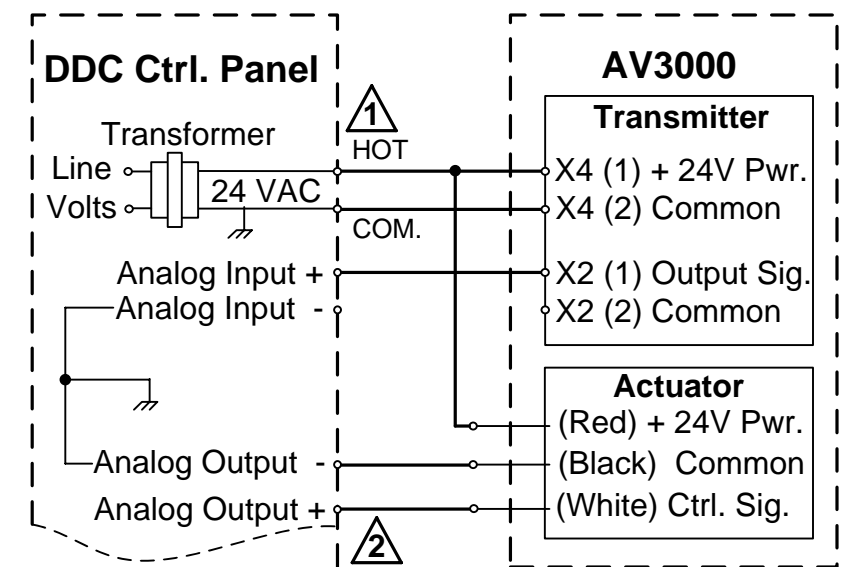 DDC Ctrl. Panel
Transformer
Line
Volts
24 VAC
1
HOT
COM.
Analog Input +
Analog Input -
Analog Output -
Analog Output +
2
AV3000
Transmitter
X4 (1) + 24V Pwr.
X4 (2) Common
X2 (1) Output Sig.
X2 (2) Common
Actuator
(Red) + 24V Pwr.
(Black) Common
(White) Ctrl. Sig.